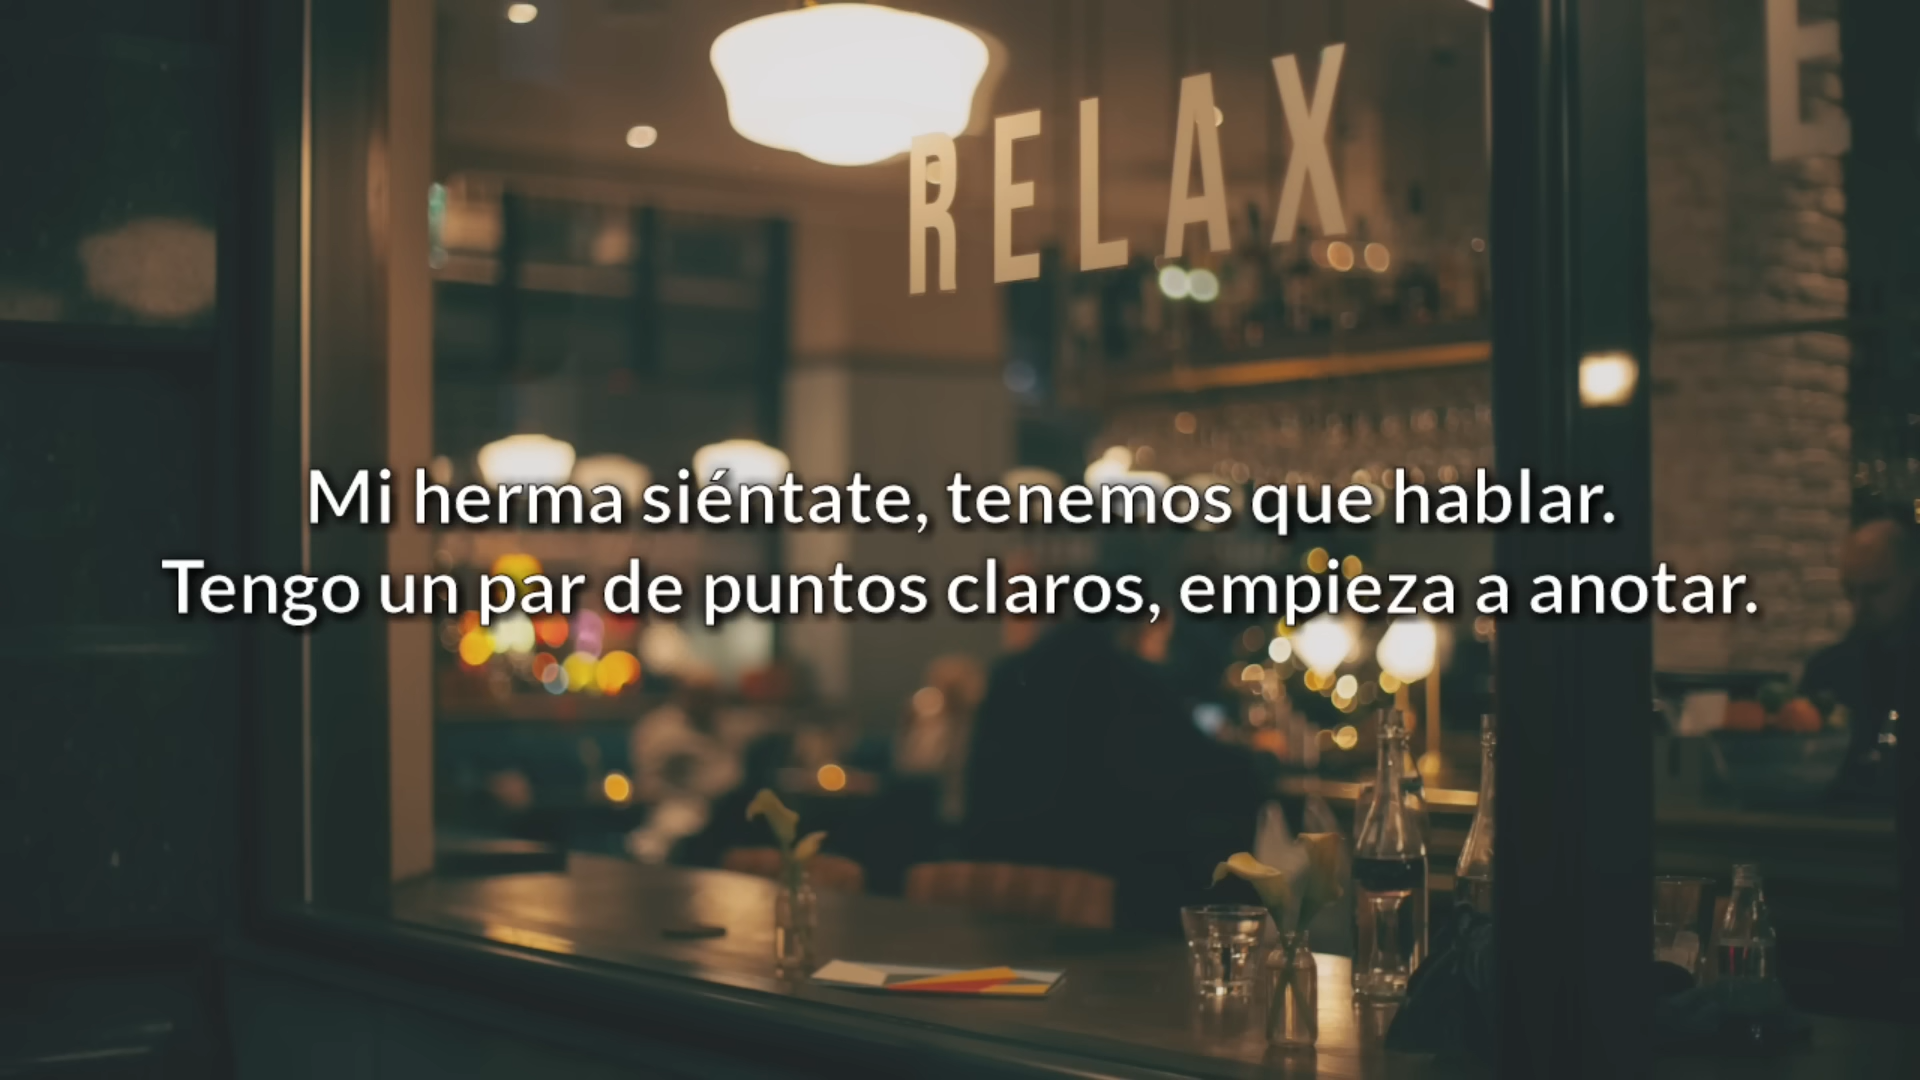 RELAX
Mi herma siéntate, tenemos que hablar.
Tengo un par de puntos claros, empieza a anotar.